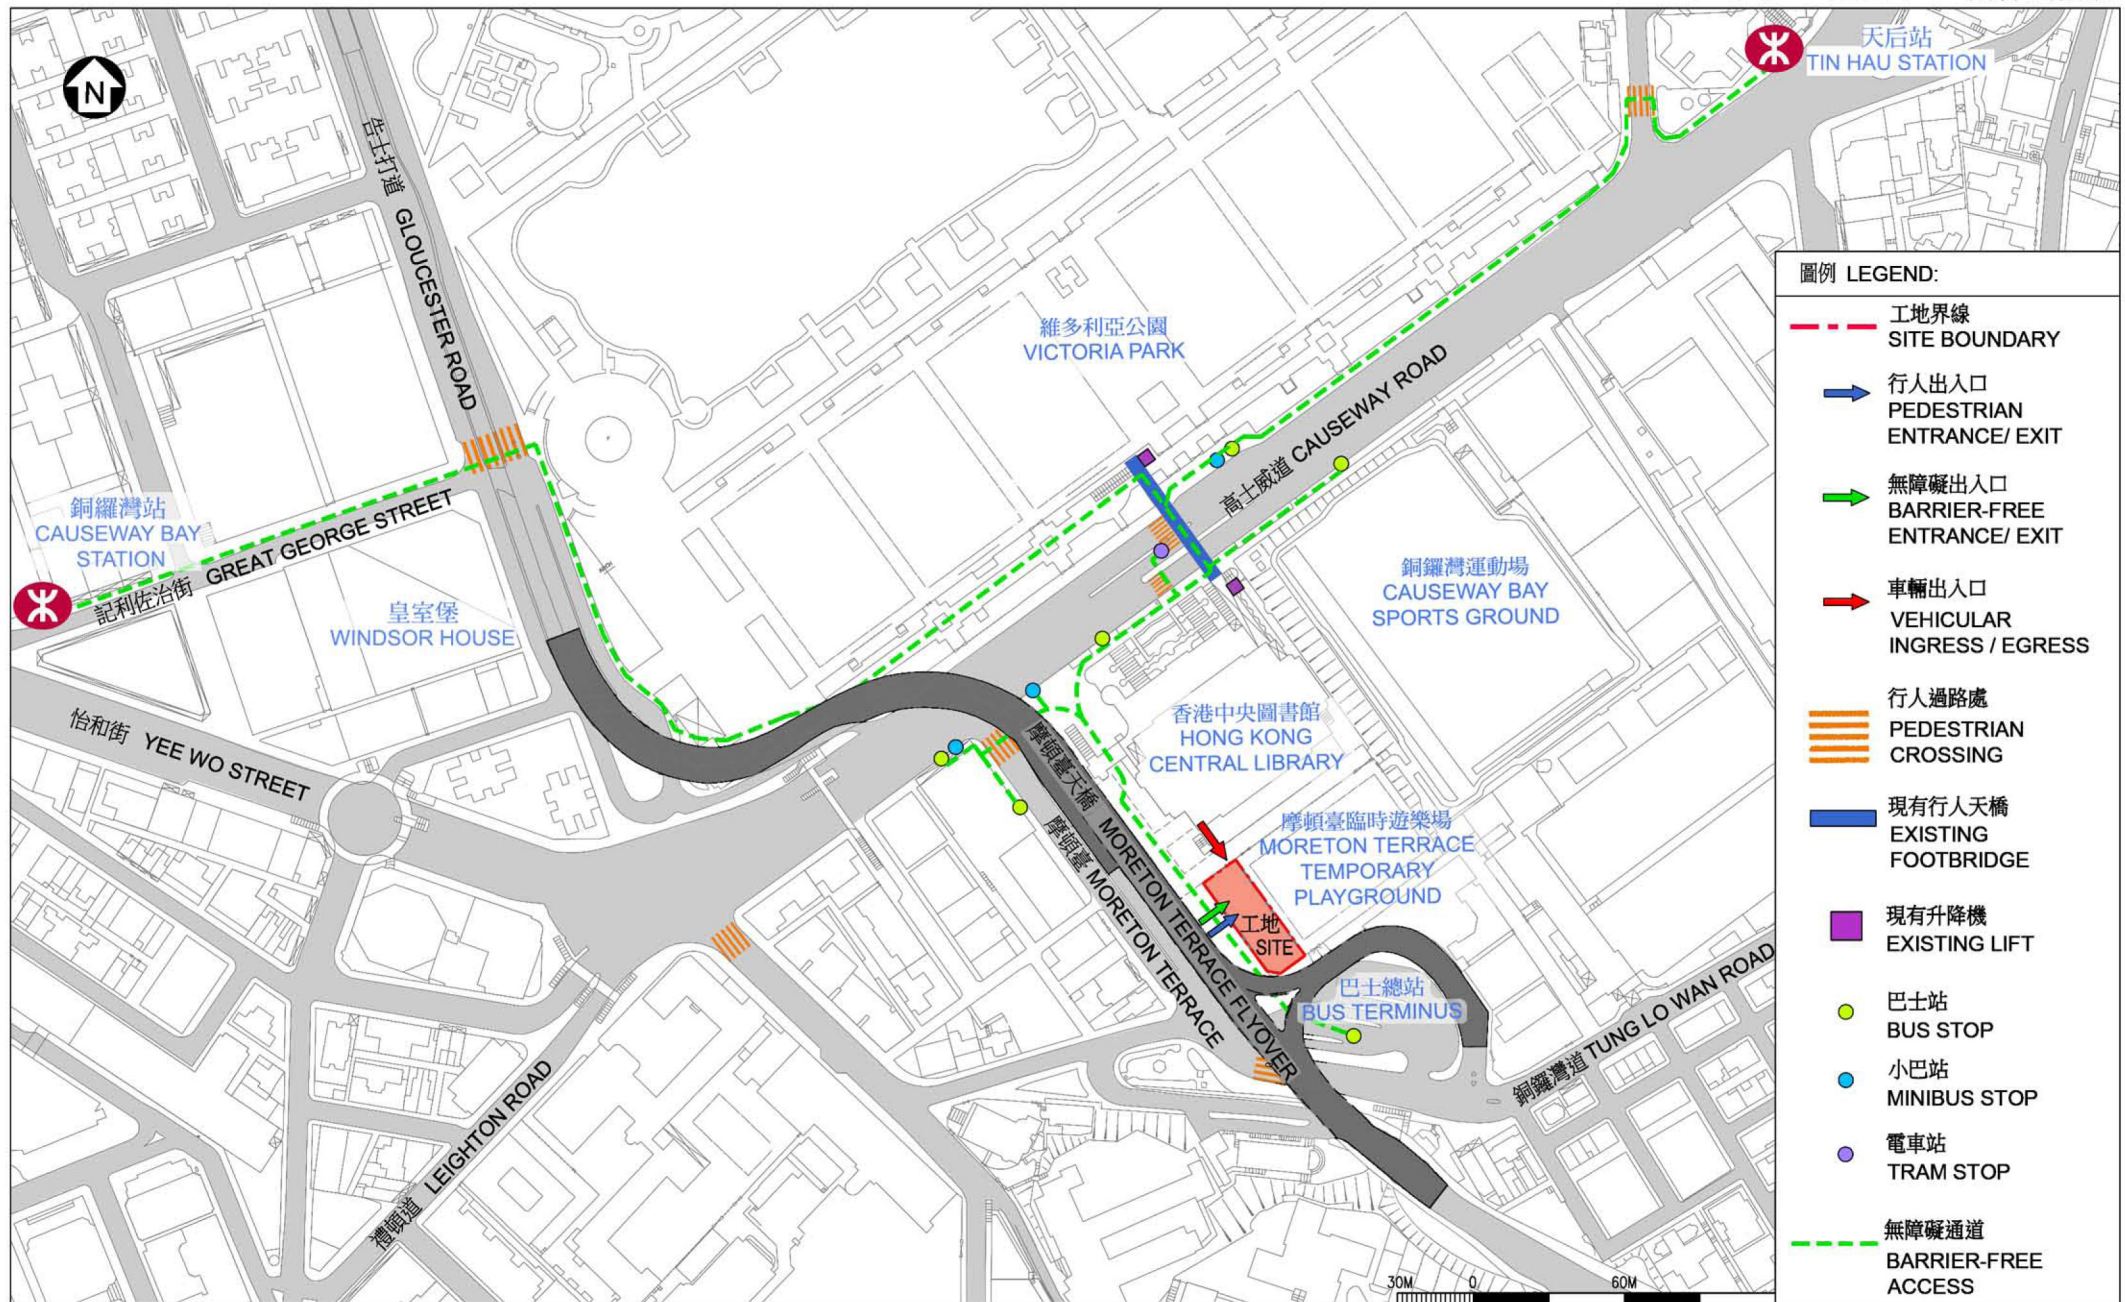 天后站
TIN HAU STATION
N
告士打道 GLOUCESTER ROAD
維多利亞公園
VICTORIA PARK
高士威道 CAUSEWAY ROAD
銅羅灣站
CAUSEWAY BAY
STATION
記利佐治街 GREAT GEORGE STREET
皇室堡
WINDSOR HOUSE
銅鑼灣運動場
CAUSEWAY BAY
SPORTS GROUND
怡和街 YEE WO STREET
香港中央圖書館
HONG KONG
CENTRAL LIBRARY
摩頓臺天橋 MORETON TERRACE FLYOVER
摩頓臺 MORETON TERRACE
摩頓臺臨時遊樂場
MORETON TERRACE
TEMPORARY
PLAYGROUND
工地
SITE
巴士總站
BUS TERMINUS
銅鑼灣道 TUNG LO WAN ROAD
禮頓道 LEIGHTON ROAD
30M 0 60M
圖例 LEGEND:
工地界線
SITE BOUNDARY
行人出入口
PEDESTRIAN
ENTRANCE/ EXIT
無障礙出入口
BARRIER-FREE
ENTRANCE/ EXIT
車輛出入口
VEHICULAR
INGRESS / EGRESS
行人過路處
PEDESTRIAN
CROSSING
現有行人天橋
EXISTING
FOOTBRIDGE
現有升降機
EXISTING LIFT
巴士站
BUS STOP
小巴站
MINIBUS STOP
電車站
TRAM STOP
無障礙通道
BARRIER-FREE
ACCESS